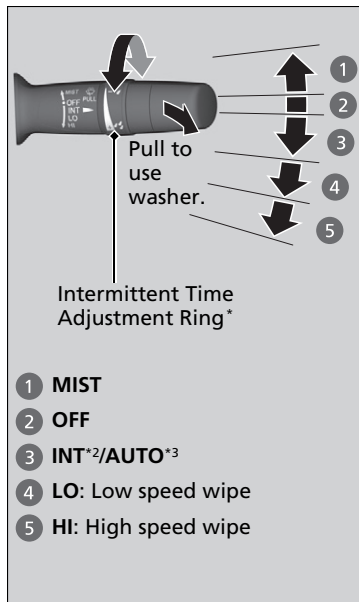 MIST
OFF
PULL
INT
LO
HI
1
2
3
4
5
Pull to
use
washer.
Intermittent Time
Adjustment Ring*
1 MIST
2 OFF
3 INT*2/AUTO*3
4 LO: Low speed wipe
5 HI: High speed wipe